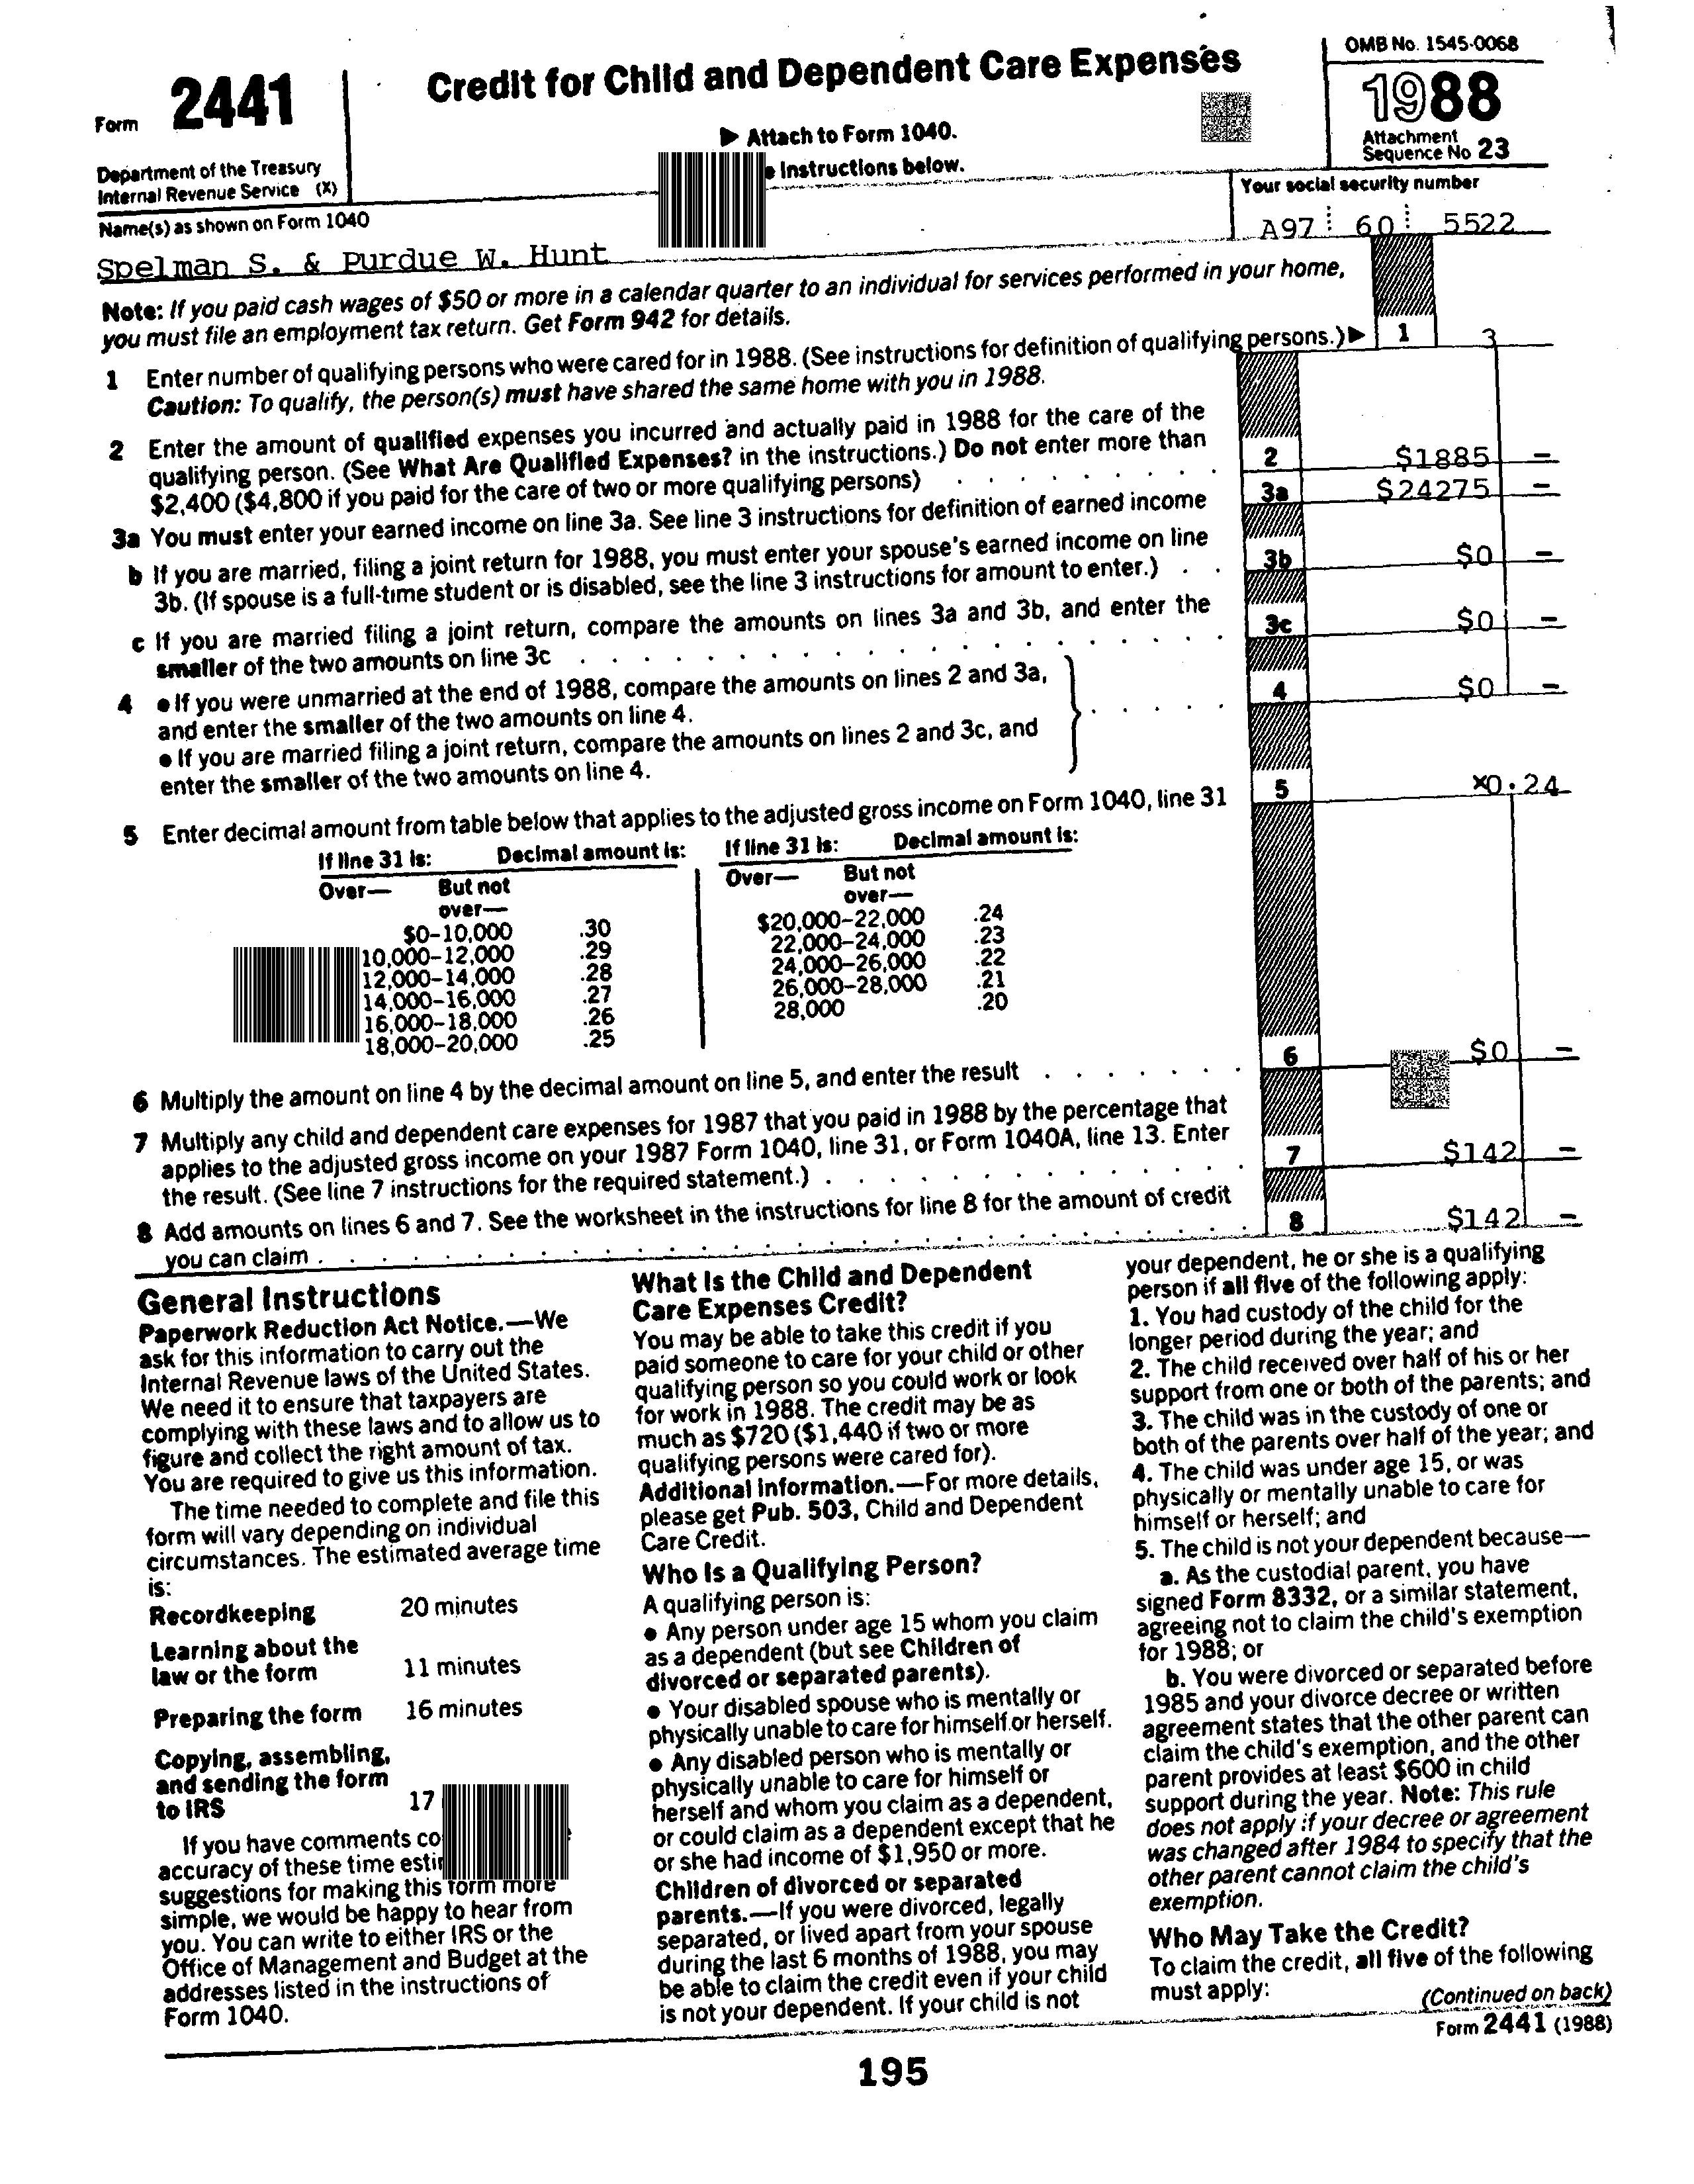 Form 2441
Department of the Treasury
Internal Revenue Service (X)
Credit for Child and Dependent Care Expenses
▶ Attach to Form 1040.
Instructions below.
OMB No. 1545-0068
1988
Attachment
Sequence No 23
Name(s) as shown on Form 1040
Spelman S. & Purdue W. Hunt
Your social security number
A97 60 5522
Note: If you paid cash wages of $50 or more in a calendar quarter to an individual for services performed in your home,
you must file an employment tax return. Get Form 942 for details.
1 Enter number of qualifying persons who were cared for in 1988. (See instructions for definition of qualifying persons.) ▶ 1 3
Caution: To qualify, the person(s) must have shared the same home with you in 1988.
2 Enter the amount of qualified expenses you incurred and actually paid in 1988 for the care of the
qualifying person. (See What Are Qualified Expenses? in the instructions.) Do not enter more than
$2,400 ($4,800 if you paid for the care of two or more qualifying persons) . . . . . . . 2 $1885 –
3a You must enter your earned income on line 3a. See line 3 instructions for definition of earned income 3a $24275 –
b If you are married, filing a joint return for 1988, you must enter your spouse's earned income on line
3b. (If spouse is a full-time student or is disabled, see the line 3 instructions for amount to enter.) . . 3b $0 –
c If you are married filing a joint return, compare the amounts on lines 3a and 3b, and enter the
smaller of the two amounts on line 3c . . . . . . . . . . . . . . . . . . . . . 3c $0 –
4 ● If you were unmarried at the end of 1988, compare the amounts on lines 2 and 3a,
and enter the smaller of the two amounts on line 4.
● If you are married filing a joint return, compare the amounts on lines 2 and 3c, and
enter the smaller of the two amounts on line 4.
. . . . . 4 $0 –
5 Enter decimal amount from table below that applies to the adjusted gross income on Form 1040, line 31 5 ×0.24
If line 31 is: Decimal amount is: If line 31 is: Decimal amount is:
Over— But not over— Over— But not over—
$0–10,000 .30 $20,000–22,000 .24
10,000–12,000 .29 22,000–24,000 .23
12,000–14,000 .28 24,000–26,000 .22
14,000–16,000 .27 26,000–28,000 .21
16,000–18,000 .26 28,000 .20
18,000–20,000 .25
6 Multiply the amount on line 4 by the decimal amount on line 5, and enter the result . . . . . . . 6 $0 –
7 Multiply any child and dependent care expenses for 1987 that you paid in 1988 by the percentage that
applies to the adjusted gross income on your 1987 Form 1040, line 31, or Form 1040A, line 13. Enter
the result. (See line 7 instructions for the required statement.) . . . . . . . . . . . . . . 7 $142 –
8 Add amounts on lines 6 and 7. See the worksheet in the instructions for line 8 for the amount of credit
you can claim . . . . . . . . . . . . . . . . . . . . . . . . . . . . . 8 $142 –
General Instructions
Paperwork Reduction Act Notice.—We
ask for this information to carry out the
Internal Revenue laws of the United States.
We need it to ensure that taxpayers are
complying with these laws and to allow us to
figure and collect the right amount of tax.
You are required to give us this information.
The time needed to complete and file this
form will vary depending on individual
circumstances. The estimated average time
is:
Recordkeeping 20 minutes
Learning about the
law or the form 11 minutes
Preparing the form 16 minutes
Copying, assembling,
and sending the form
to IRS 17
If you have comments
accuracy of these time
suggestions for making this form more
simple, we would be happy to hear from
you. You can write to either IRS or the
Office of Management and Budget at the
addresses listed in the instructions of
Form 1040.
What Is the Child and Dependent
Care Expenses Credit?
You may be able to take this credit if you
paid someone to care for your child or other
qualifying person so you could work or look
for work in 1988. The credit may be as
much as $720 ($1,440 if two or more
qualifying persons were cared for).
Additional Information.—For more details,
please get Pub. 503, Child and Dependent
Care Credit.
Who Is a Qualifying Person?
A qualifying person is:
● Any person under age 15 whom you claim
as a dependent (but see Children of
divorced or separated parents).
● Your disabled spouse who is mentally or
physically unable to care for himself or herself.
● Any disabled person who is mentally or
physically unable to care for himself or
herself and whom you claim as a dependent,
or could claim as a dependent except that he
or she had income of $1,950 or more.
Children of divorced or separated
parents.—If you were divorced, legally
separated, or lived apart from your spouse
during the last 6 months of 1988, you may
be able to claim the credit even if your child
is not your dependent. If your child is not
your dependent, he or she is a qualifying
person if all five of the following apply:
1. You had custody of the child for the
longer period during the year; and
2. The child received over half of his or her
support from one or both of the parents; and
3. The child was in the custody of one or
both of the parents over half of the year; and
4. The child was under age 15, or was
physically or mentally unable to care for
himself or herself; and
5. The child is not your dependent because—
a. As the custodial parent, you have
signed Form 8332, or a similar statement,
agreeing not to claim the child's exemption
for 1988; or
b. You were divorced or separated before
1985 and your divorce decree or written
agreement states that the other parent can
claim the child's exemption, and the other
parent provides at least $600 in child
support during the year. Note: This rule
does not apply if your decree or agreement
was changed after 1984 to specify that the
other parent cannot claim the child's
exemption.
Who May Take the Credit?
To claim the credit, all five of the following
must apply:
(Continued on back)
Form 2441 (1988)
195